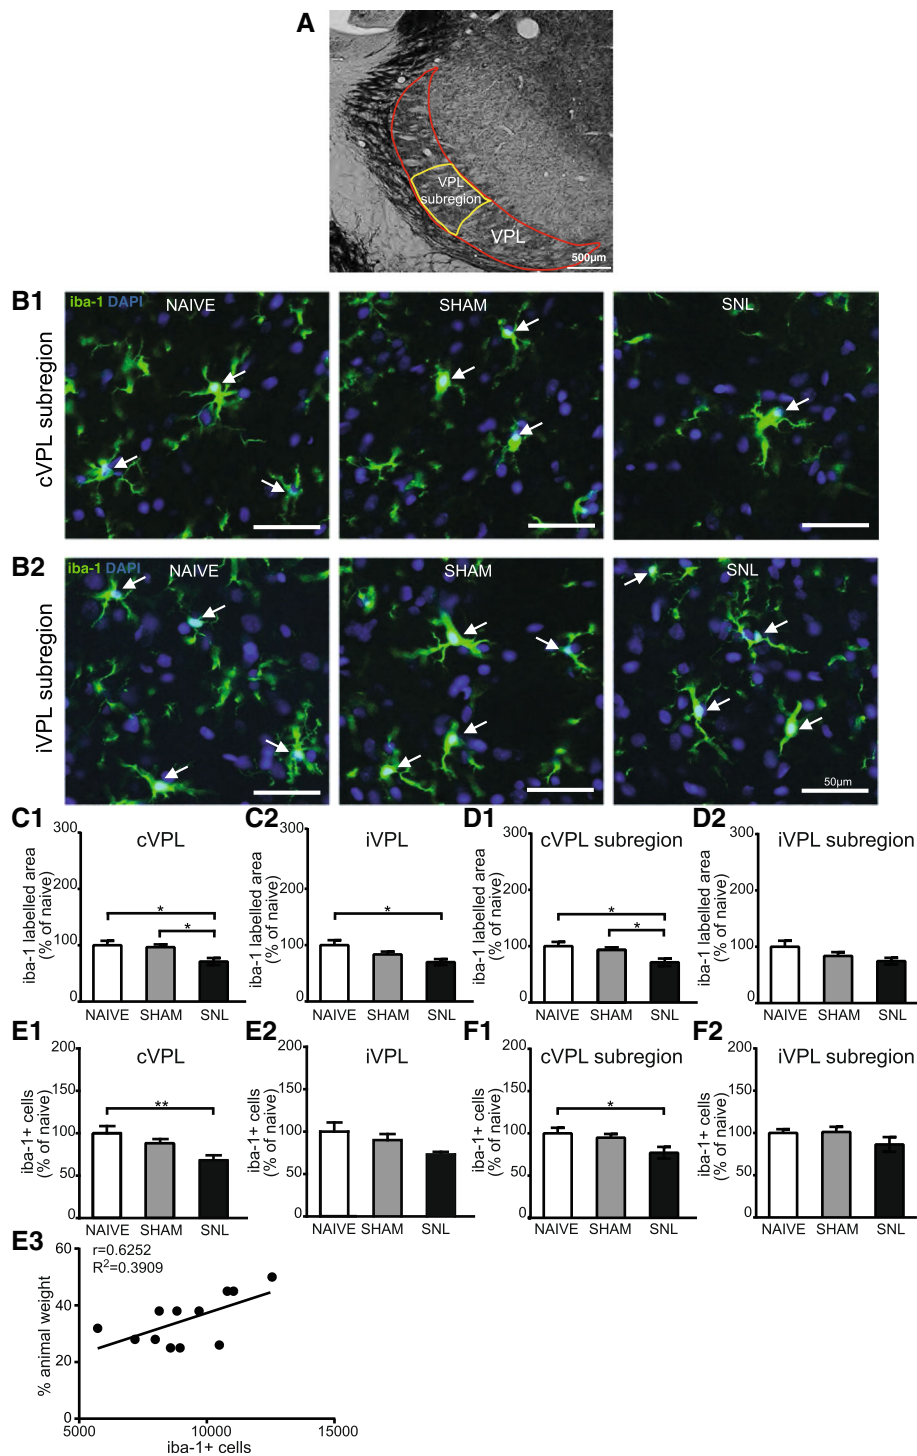 A
VPL
subregion
VPL
500µm
B1
iba-1 DAPI
NAIVE
SHAM
SNL
cVPL subregion
B2
iba-1 DAPI
NAIVE
SHAM
SNL
iVPL subregion
50µm
C1
cVPL
iba-1 labelled area
(% of naive)
300
200
100
0
*
*
NAIVE SHAM SNL
C2
iVPL
iba-1 labelled area
(% of naive)
300
200
100
0
*
NAIVE SHAM SNL
D1
cVPL subregion
iba-1 labelled area
(% of naive)
300
200
100
0
*
*
NAIVE SHAM SNL
D2
iVPL subregion
iba-1 labelled area
(% of naive)
300
200
100
0
NAIVE SHAM SNL
E1
cVPL
iba-1+ cells
(% of naive)
200
150
100
50
0
**
NAIVE SHAM SNL
E2
iVPL
iba-1+ cells
(% of naive)
200
150
100
50
0
NAIVE SHAM SNL
F1
cVPL subregion
iba-1+ cells
(% of naive)
200
150
100
50
0
*
NAIVE SHAM SNL
F2
iVPL subregion
iba-1+ cells
(% of naive)
200
150
100
50
0
NAIVE SHAM SNL
E3
r=0.6252
R²=0.3909
% animal weight
60
40
20
0
5000 10000 15000
iba-1+ cells